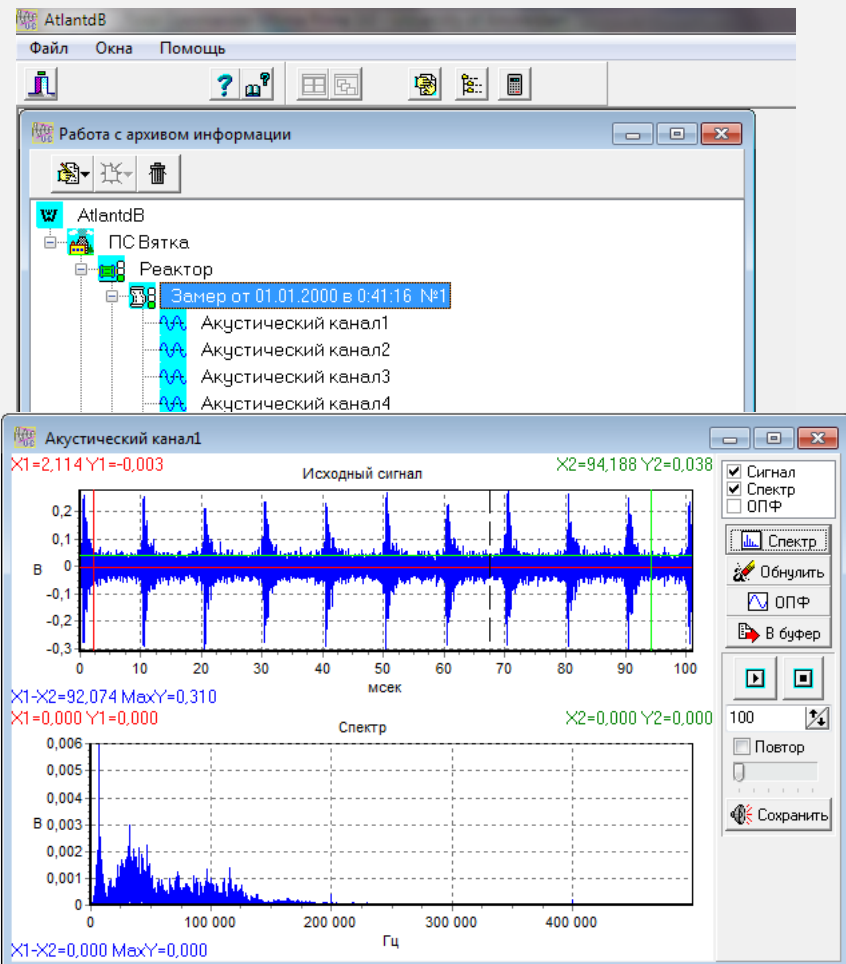 AtlantdB
Файл Окна Помощь
Работа с архивом информации
AtlantdB
ПС Вятка
Реактор
Замер от 01.01.2000 в 0:41:16 №1
Акустический канал1
Акустический канал2
Акустический канал3
Акустический канал4
Акустический канал1
X1=2,114 Y1=-0,003
Исходный сигнал
X2=94,188 Y2=0,038
0,2
0,1
В 0
-0,1
-0,2
-0,3
0 10 20 30 40 50 60 70 80 90 100
мсек
X1-X2=92,074 MaxY=0,310
X1=0,000 Y1=0,000
Спектр
X2=0,000 Y2=0,000
0,006
0,005
0,004
В 0,003
0,002
0,001
0
0 100 000 200 000 300 000 400 000
Гц
X1-X2=0,000 MaxY=0,000
Сигнал
Спектр
ОПФ
Спектр
Обнулить
ОПФ
В буфер
100
Повтор
Сохранить